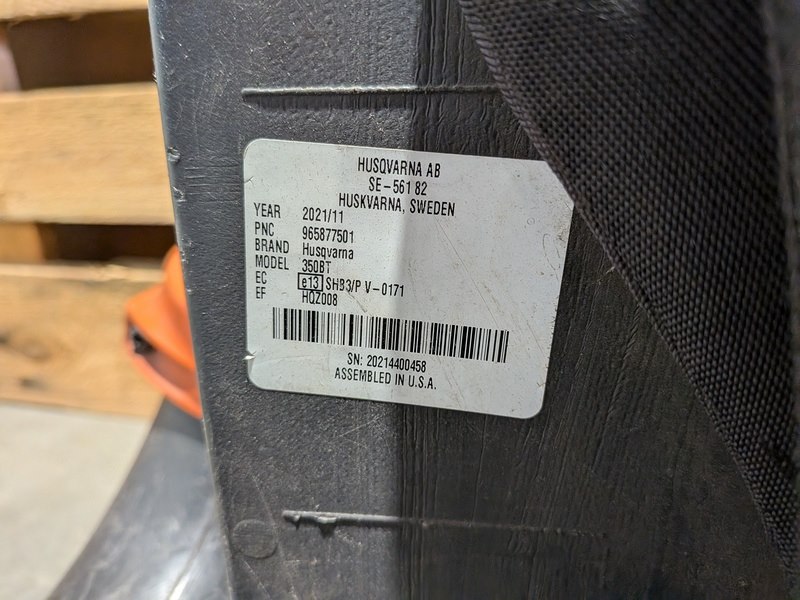 HUSQVARNA AB
SE-561 82
HUSKVARNA, SWEDEN
YEAR 2021/11
PNC 965877501
BRAND Husqvarna
MODEL 350BT
EC e13 SHB3/P V-0171
EF HQZ008
SN: 20214400458
ASSEMBLED IN U.S.A.